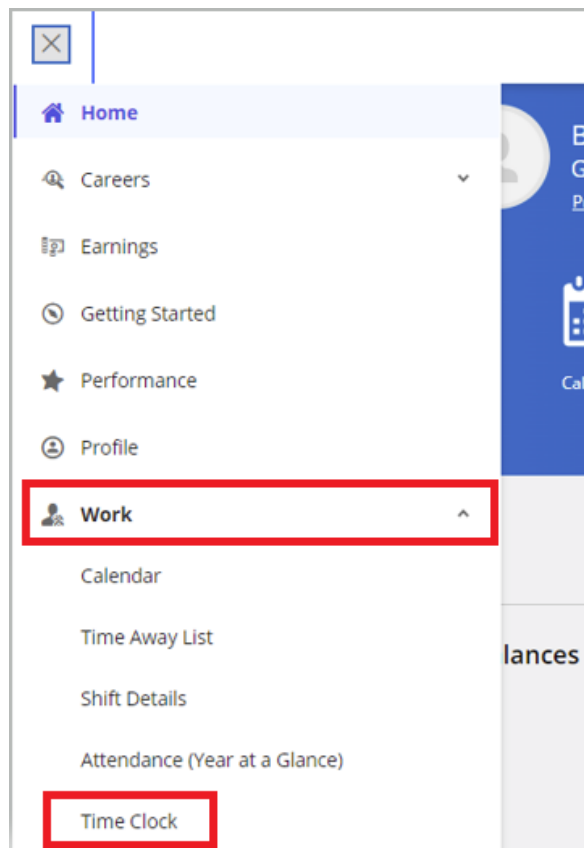 Home
Careers
Earnings
Getting Started
Performance
Profile
Work
Calendar
Time Away List
Shift Details
Attendance (Year at a Glance)
Time Clock
lances